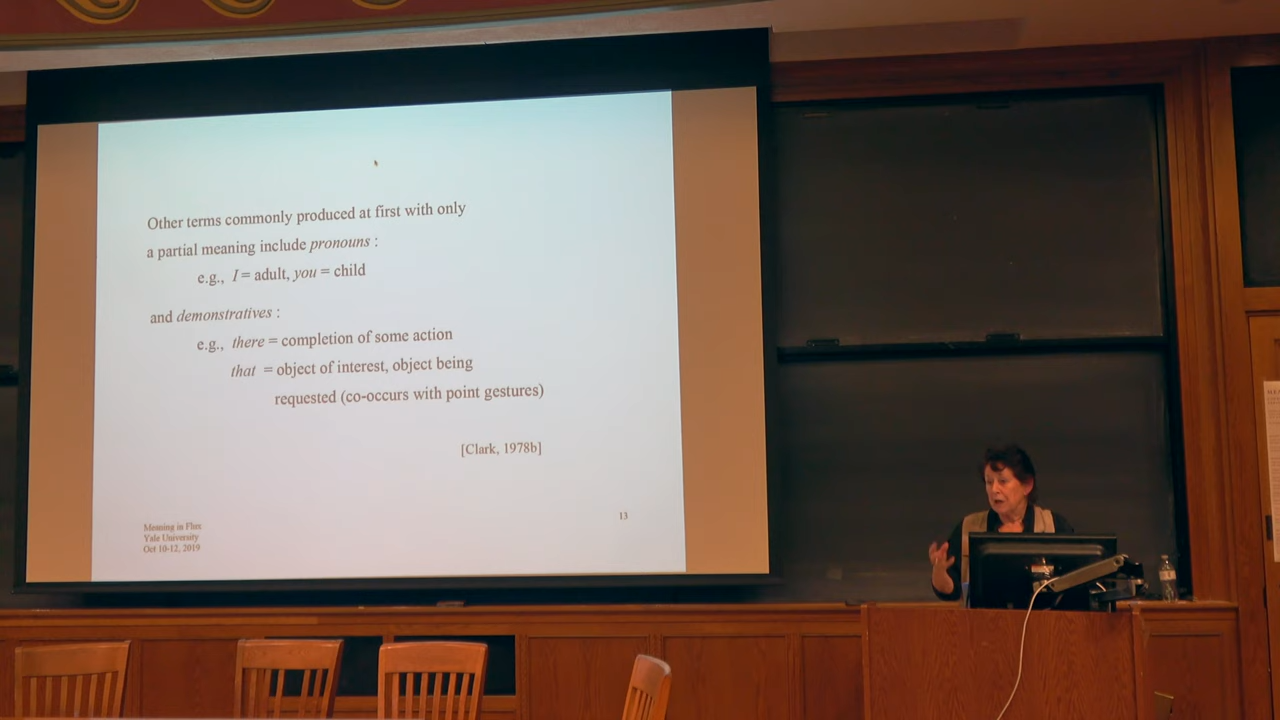 Other terms commonly produced at first with only
a partial meaning include pronouns :
e.g., I = adult, you = child
and demonstratives :
e.g., there = completion of some action
that = object of interest, object being
requested (co-occurs with point gestures)
[Clark, 1978b]
Meaning in Flux
Yale University
Oct 10-12, 2019
13